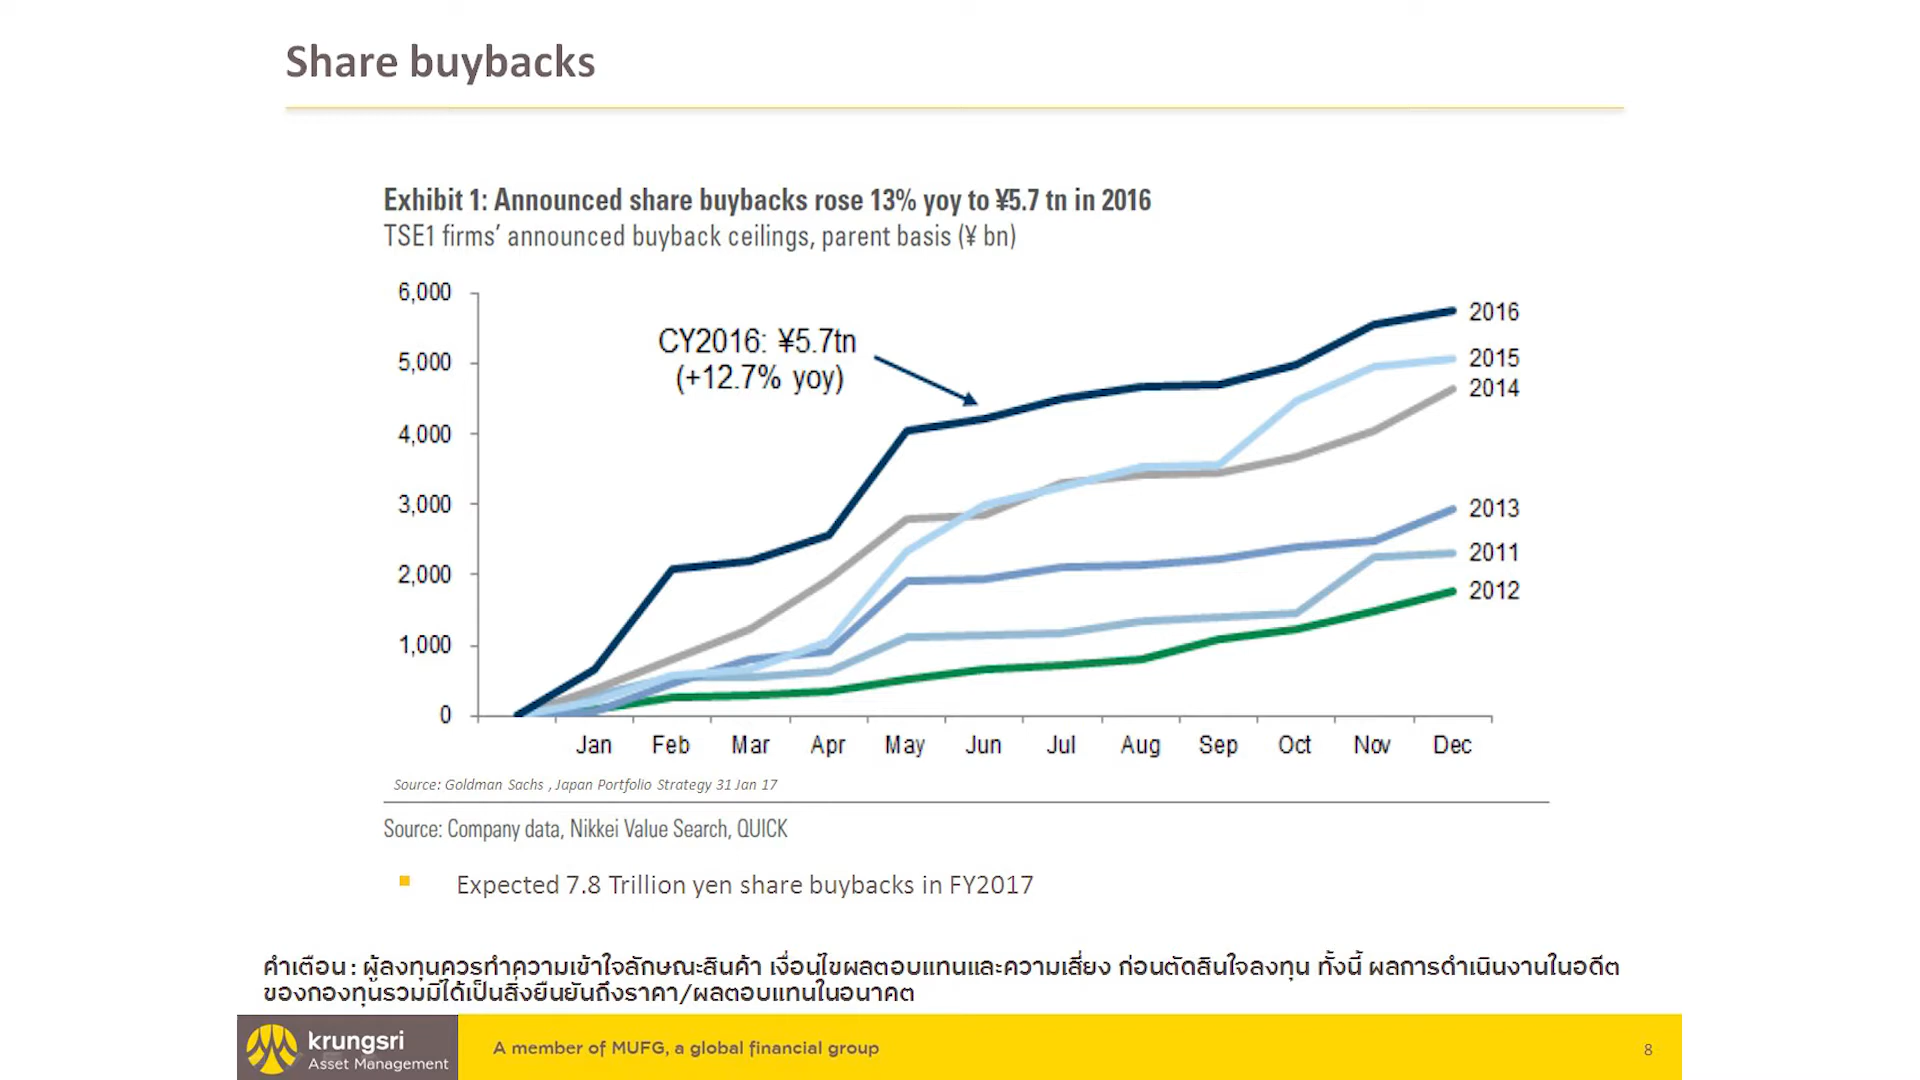 Share buybacks
Exhibit 1: Announced share buybacks rose 13% yoy to ¥5.7 tn in 2016
TSE1 firms’ announced buyback ceilings, parent basis (¥ bn)
6,000
5,000
4,000
3,000
2,000
1,000
0
CY2016: ¥5.7tn
(+12.7% yoy)
2016
2015
2014
2013
2011
2012
Jan Feb Mar Apr May Jun Jul Aug Sep Oct Nov Dec
Source: Goldman Sachs , Japan Portfolio Strategy 31 Jan 17
Source: Company data, Nikkei Value Search, QUICK
Expected 7.8 Trillion yen share buybacks in FY2017
คำเตือน : ผู้ลงทุนควรทำความเข้าใจลักษณะสินค้า เงื่อนไขผลตอบแทนและความเสี่ยง ก่อนตัดสินใจลงทุน ทั้งนี้ ผลการดำเนินงานในอดีต
ของกองทุนรวมมิได้เป็นสิ่งยืนยันถึงราคา/ผลตอบแทนในอนาคต
krungsri
Asset Management
A member of MUFG, a global financial group
8